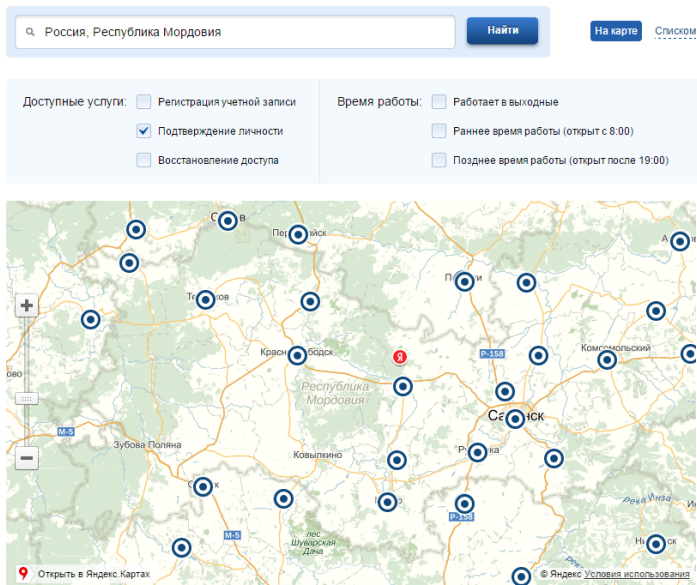 Россия, Республика Мордовия
Найти
На карте
Списком
Доступные услуги:
Регистрация учетной записи
Подтверждение личности
Восстановление доступа
Время работы:
Работает в выходные
Раннее время работы (открыт с 8:00)
Позднее время работы (открыт после 19:00)
Я
Р-158
Комсомольский
Республика
Мордовия
М-5
Зубова Поляна
Ковылкино
река Инза
Р-158
М-5
лес
Шуварская
Дача
Открыть в Яндекс.Картах
© Яндекс Условия использования